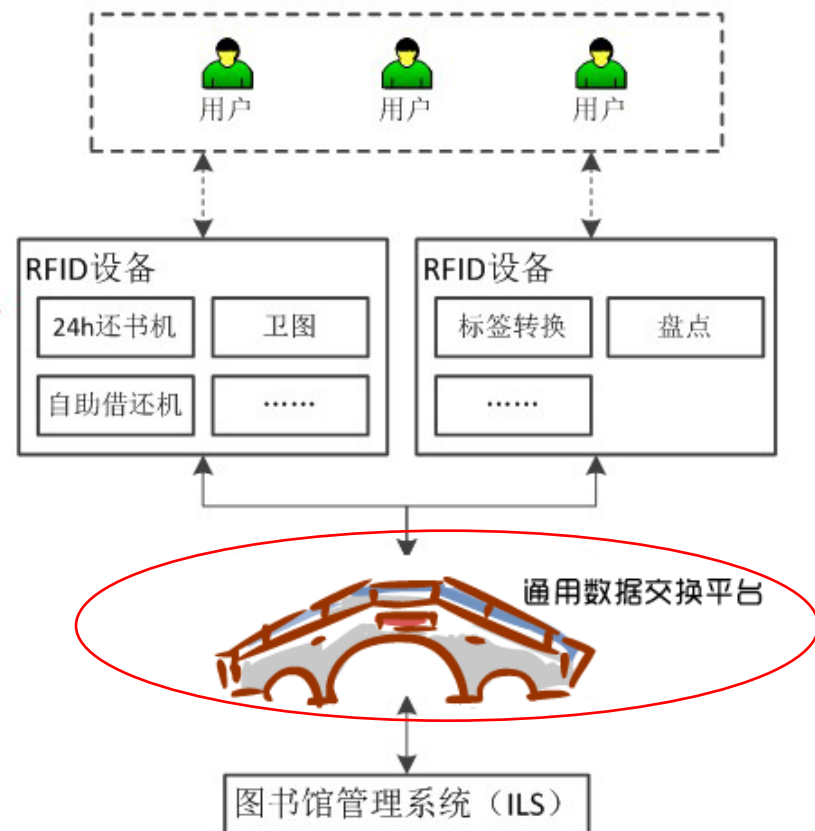 用户
用户
用户
RFID设备
24h还书机
卫图
自助借还机
……
RFID设备
标签转换
盘点
……
通用数据交换平台
图书馆管理系统（ILS）